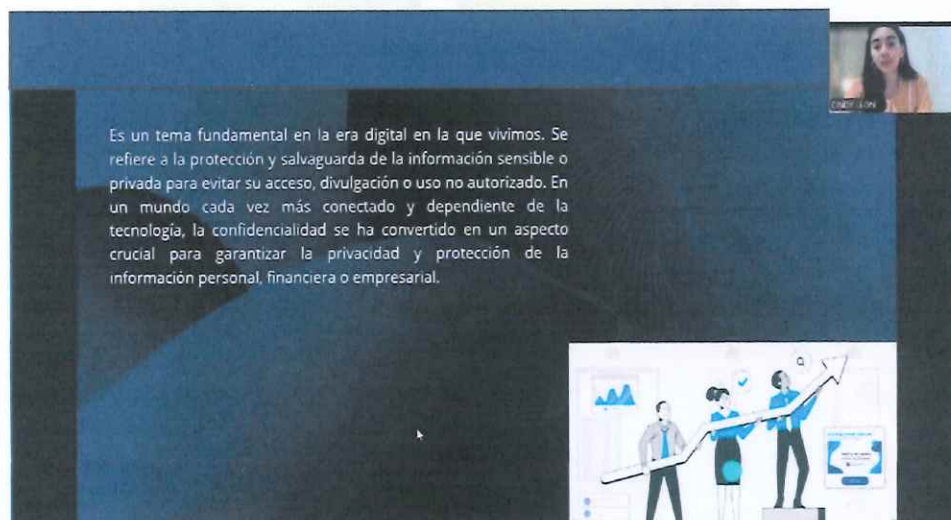 CINDY LEON
Es un tema fundamental en la era digital en la que vivimos. Se
refiere a la protección y salvaguarda de la información sensible o
privada para evitar su acceso, divulgación o uso no autorizado. En
un mundo cada vez más conectado y dependiente de la
tecnología, la confidencialidad se ha convertido en un aspecto
crucial para garantizar la privacidad y protección de la
información personal, financiera o empresarial.